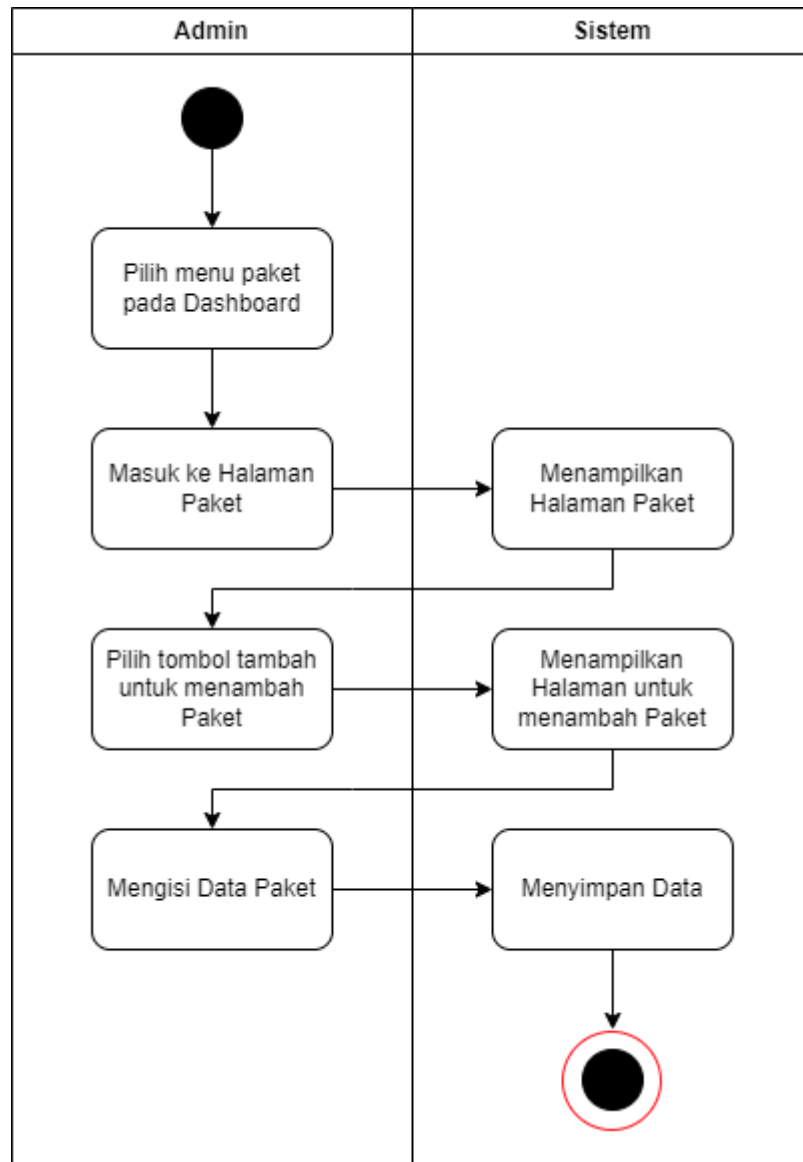 Admin
Sistem
Pilih menu paket
pada Dashboard
Masuk ke Halaman
Paket
Menampilkan
Halaman Paket
Pilih tombol tambah
untuk menambah
Paket
Menampilkan
Halaman untuk
menambah Paket
Mengisi Data Paket
Menyimpan Data